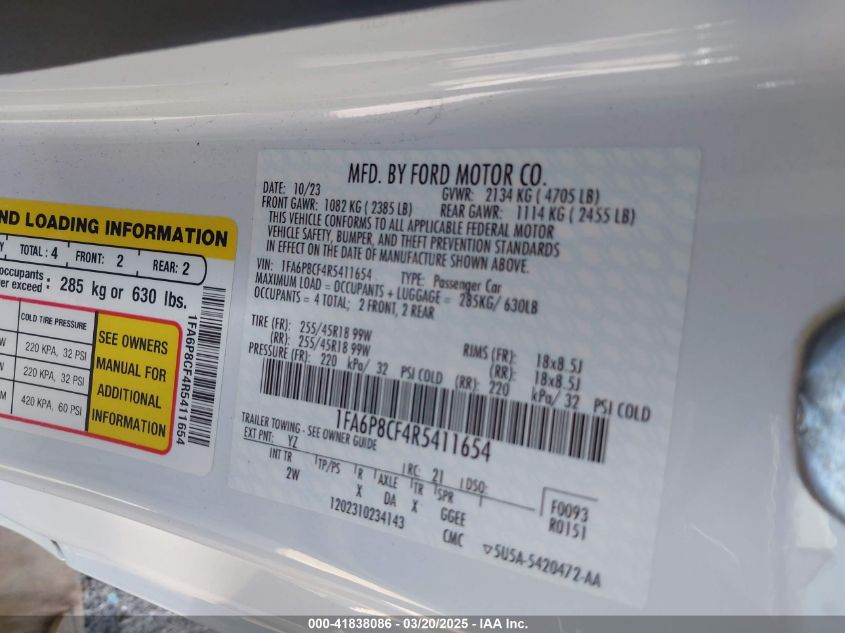 ND LOADING INFORMATION
Y TOTAL: 4 FRONT: 2 REAR: 2
occupants
er exceed: 285 kg or 630 lbs.
COLD TIRE PRESSURE
W 220 KPA, 32 PSI
220 KPA, 32 PSI
M 420 KPA, 60 PSI
SEE OWNERS
MANUAL FOR
ADDITIONAL
INFORMATION
1FA6P8CF4R5411654
MFD. BY FORD MOTOR CO.
DATE: 10/23 GVWR: 2134 KG ( 4705 LB)
FRONT GAWR: 1082 KG ( 2385 LB) REAR GAWR: 1114 KG ( 2455 LB)
THIS VEHICLE CONFORMS TO ALL APPLICABLE FEDERAL MOTOR
VEHICLE SAFETY, BUMPER, AND THEFT PREVENTION STANDARDS
IN EFFECT ON THE DATE OF MANUFACTURE SHOWN ABOVE.
VIN: 1FA6P8CF4R5411654 TYPE: Passenger Car
MAXIMUM LOAD = OCCUPANTS + LUGGAGE = 285KG/ 630LB
OCCUPANTS = 4 TOTAL; 2 FRONT, 2 REAR
TIRE (FR): 255/45R18 99W RIMS (FR): 18x8.5J
(RR): 255/45R18 99W (RR): 18x8.5J
PRESSURE (FR): 220 kPa/ 32 PSI COLD (RR): 220 kPa/ 32 PSI COLD
1FA6P8CF4R5411654
TRAILER TOWING - SEE OWNER GUIDE
EXT PNT: YZ RC: 21 DSO:
INT TR TP/PS R AXLE TR SPR F0093
2W X DA X GGEE R0151
1202310234143 CMC ▽5U5A-5420472-AA
000-41838086 - 03/20/2025 - IAA Inc.